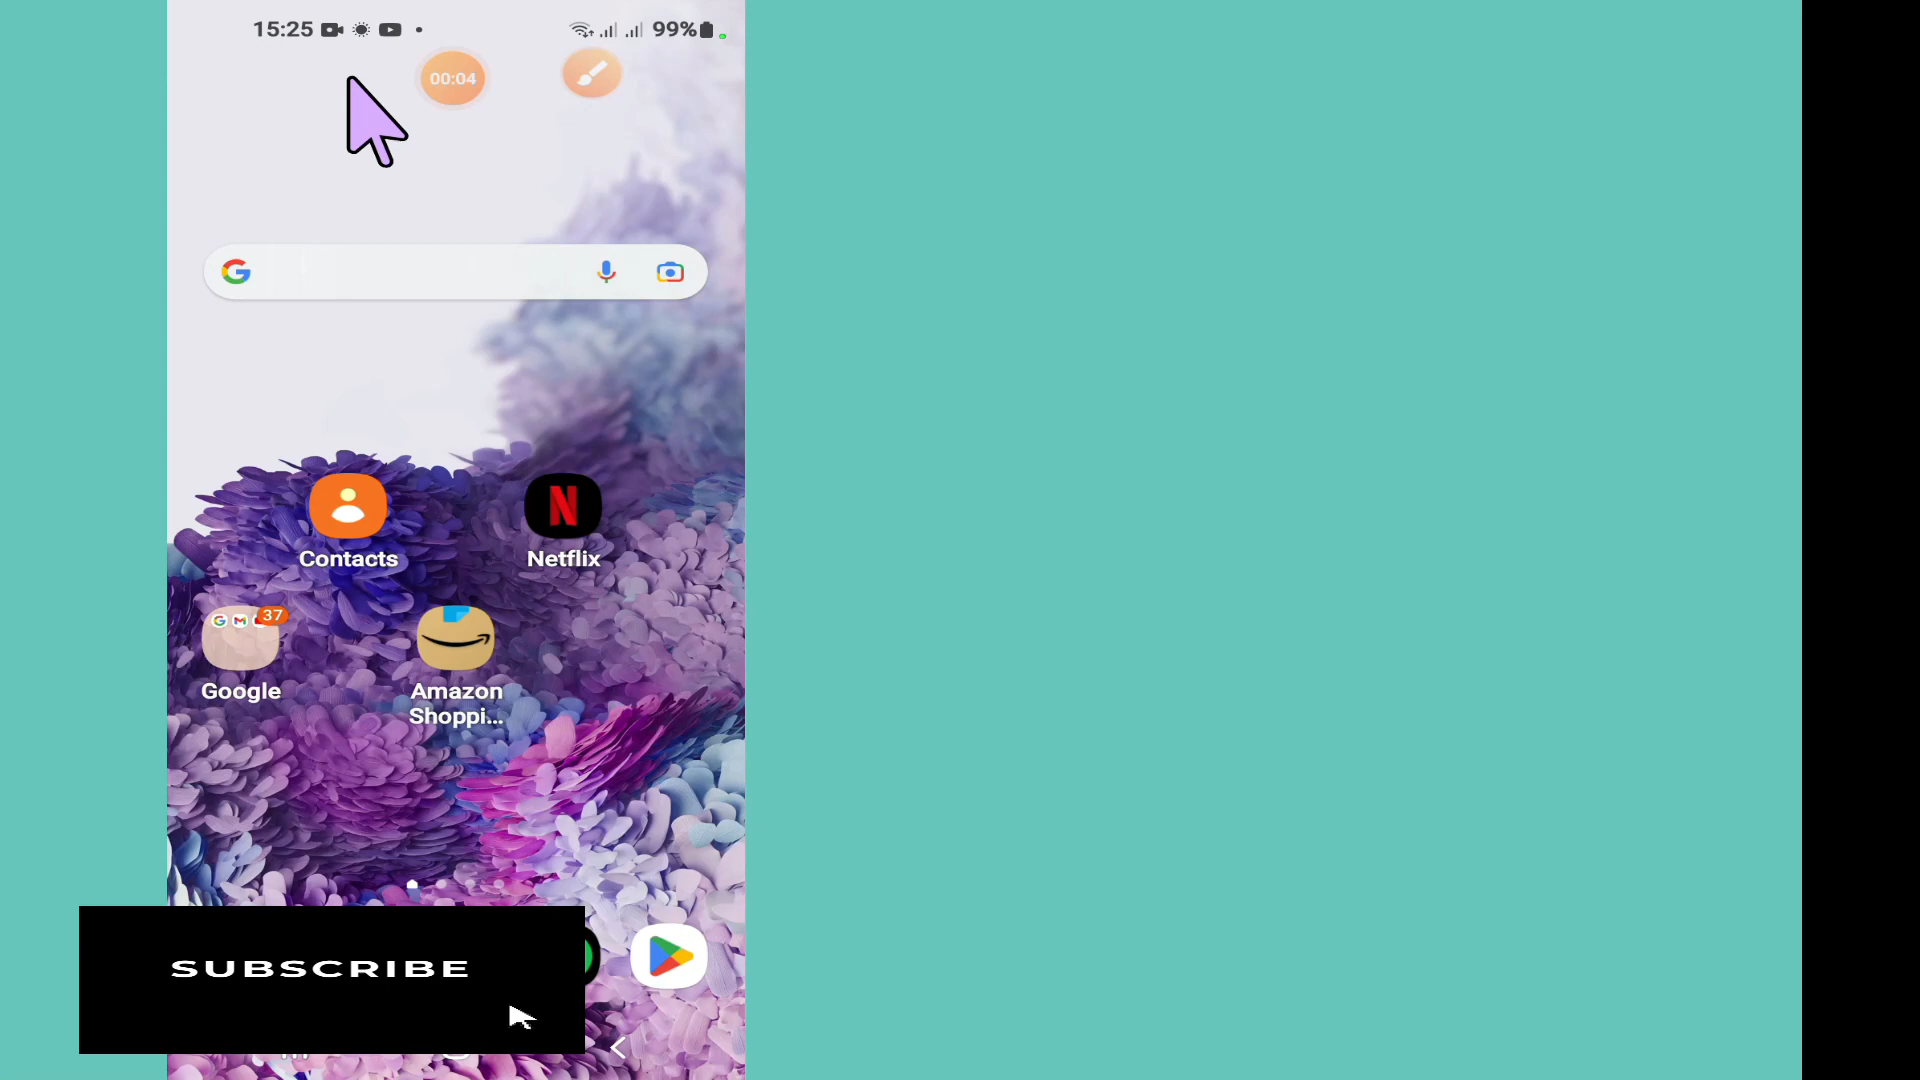 15:25
99%
00:04
Contacts
Netflix
37
Google
Amazon
Shoppi...
SUBSCRIBE